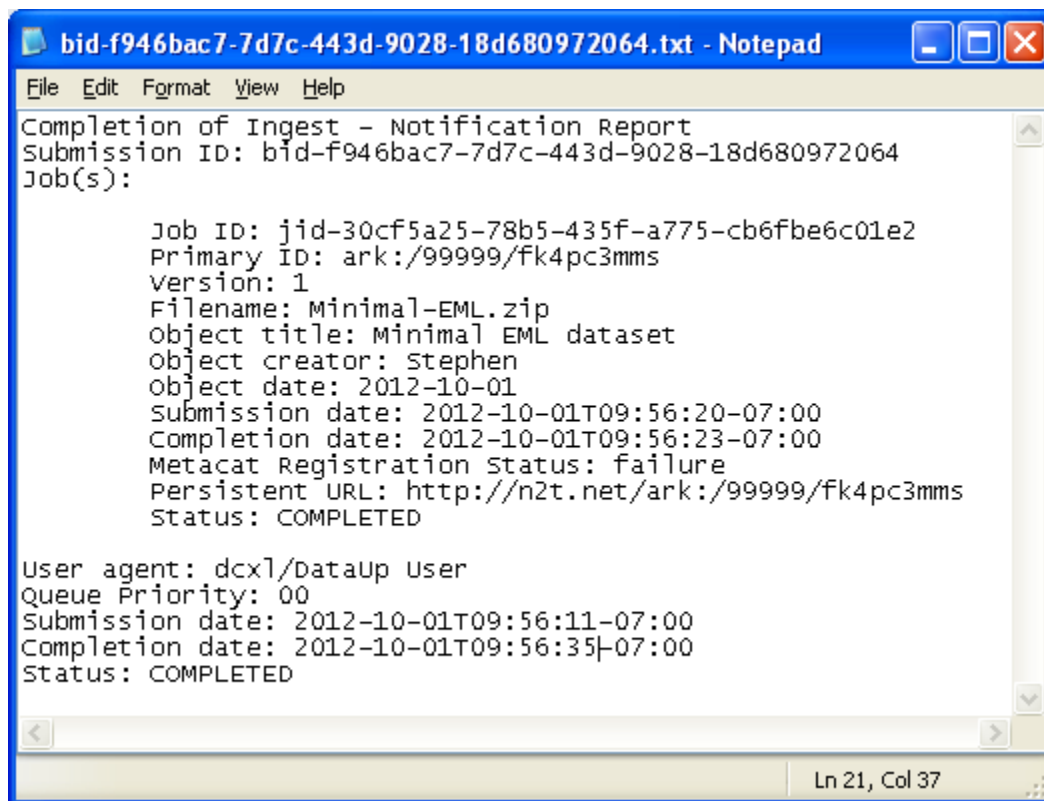 bid-f946bac7-7d7c-443d-9028-18d680972064.txt - Notepad
File Edit Format View Help
Completion of Ingest – Notification Report
Submission ID: bid-f946bac7-7d7c-443d-9028-18d680972064
Job(s):
Job ID: jid-30cf5a25-78b5-435f-a775-cb6fbe6c01e2
Primary ID: ark:/99999/fk4pc3mms
Version: 1
Filename: Minimal-EML.zip
Object title: Minimal EML dataset
Object creator: Stephen
Object date: 2012-10-01
Submission date: 2012-10-01T09:56:20-07:00
Completion date: 2012-10-01T09:56:23-07:00
Metacat Registration Status: failure
Persistent URL: http://n2t.net/ark:/99999/fk4pc3mms
Status: COMPLETED
User agent: dcxl/DataUp User
Queue Priority: 00
Submission date: 2012-10-01T09:56:11-07:00
Completion date: 2012-10-01T09:56:35-07:00
Status: COMPLETED
Ln 21, Col 37